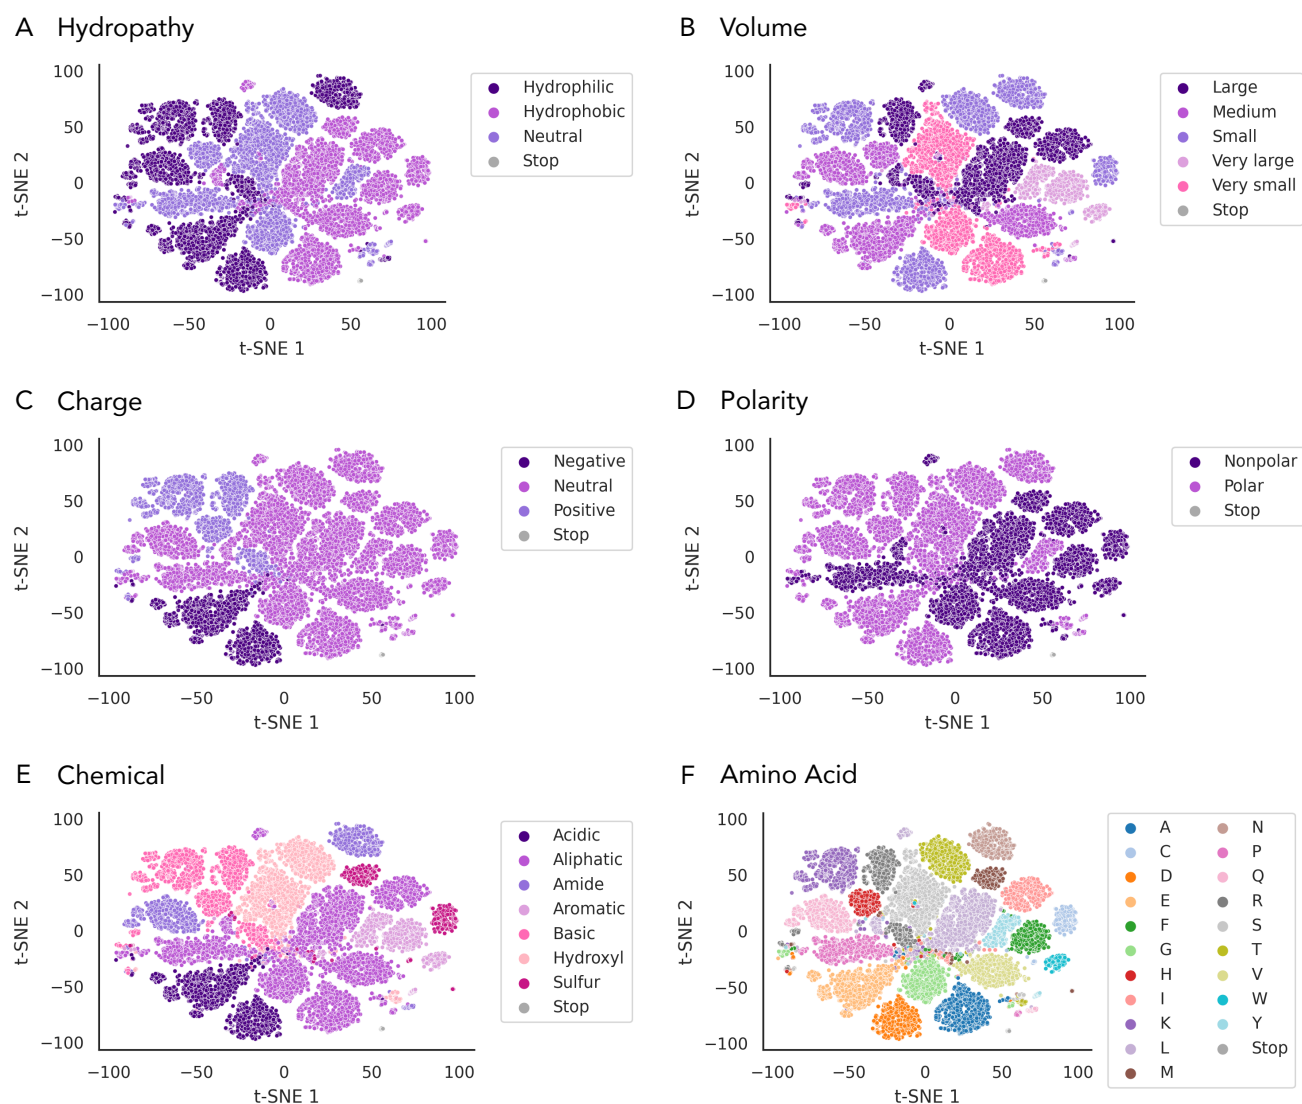 A Hydropathy
100
50
0
−50
−100
−100 −50 0 50 100
t-SNE 1
t-SNE 2
Hydrophilic
Hydrophobic
Neutral
Stop
B Volume
100
50
0
−50
−100
−100 −50 0 50 100
t-SNE 1
t-SNE 2
Large
Medium
Small
Very large
Very small
Stop
C Charge
100
50
0
−50
−100
−100 −50 0 50 100
t-SNE 1
t-SNE 2
Negative
Neutral
Positive
Stop
D Polarity
100
50
0
−50
−100
−100 −50 0 50 100
t-SNE 1
t-SNE 2
Nonpolar
Polar
Stop
E Chemical
100
50
0
−50
−100
−100 −50 0 50 100
t-SNE 1
t-SNE 2
Acidic
Aliphatic
Amide
Aromatic
Basic
Hydroxyl
Sulfur
Stop
F Amino Acid
100
50
0
−50
−100
−100 −50 0 50 100
t-SNE 1
t-SNE 2
A
C
D
E
F
G
H
I
K
L
M
N
P
Q
R
S
T
V
W
Y
Stop